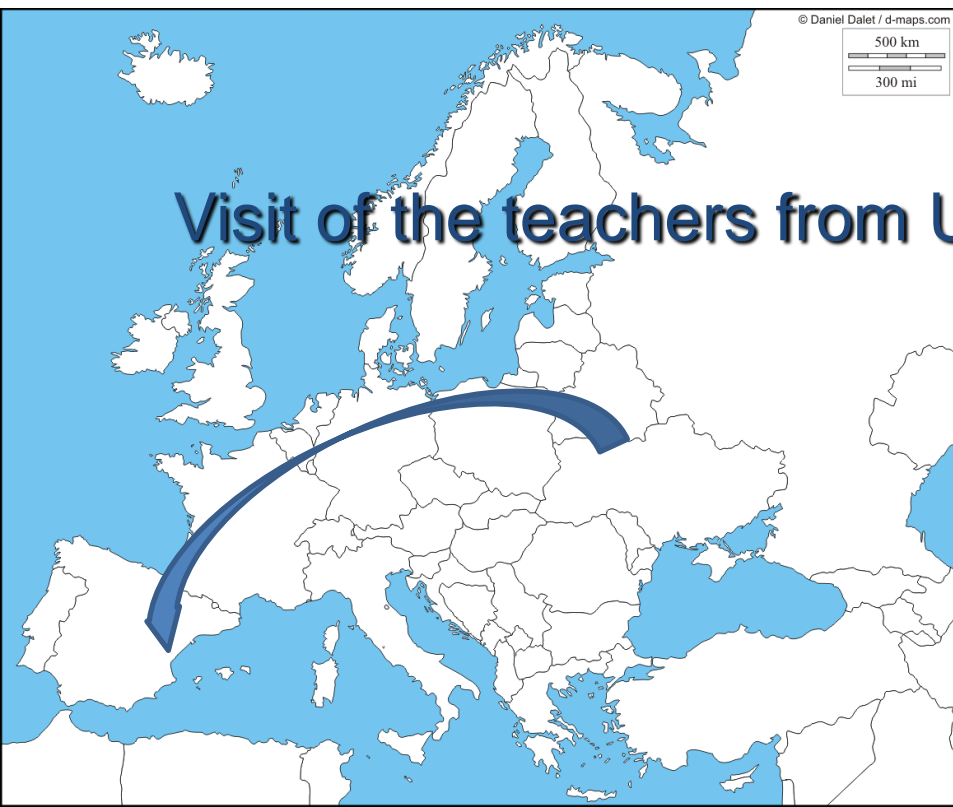 © Daniel Dalet / d-maps.com
500 km
300 mi
Visit of the teachers from U